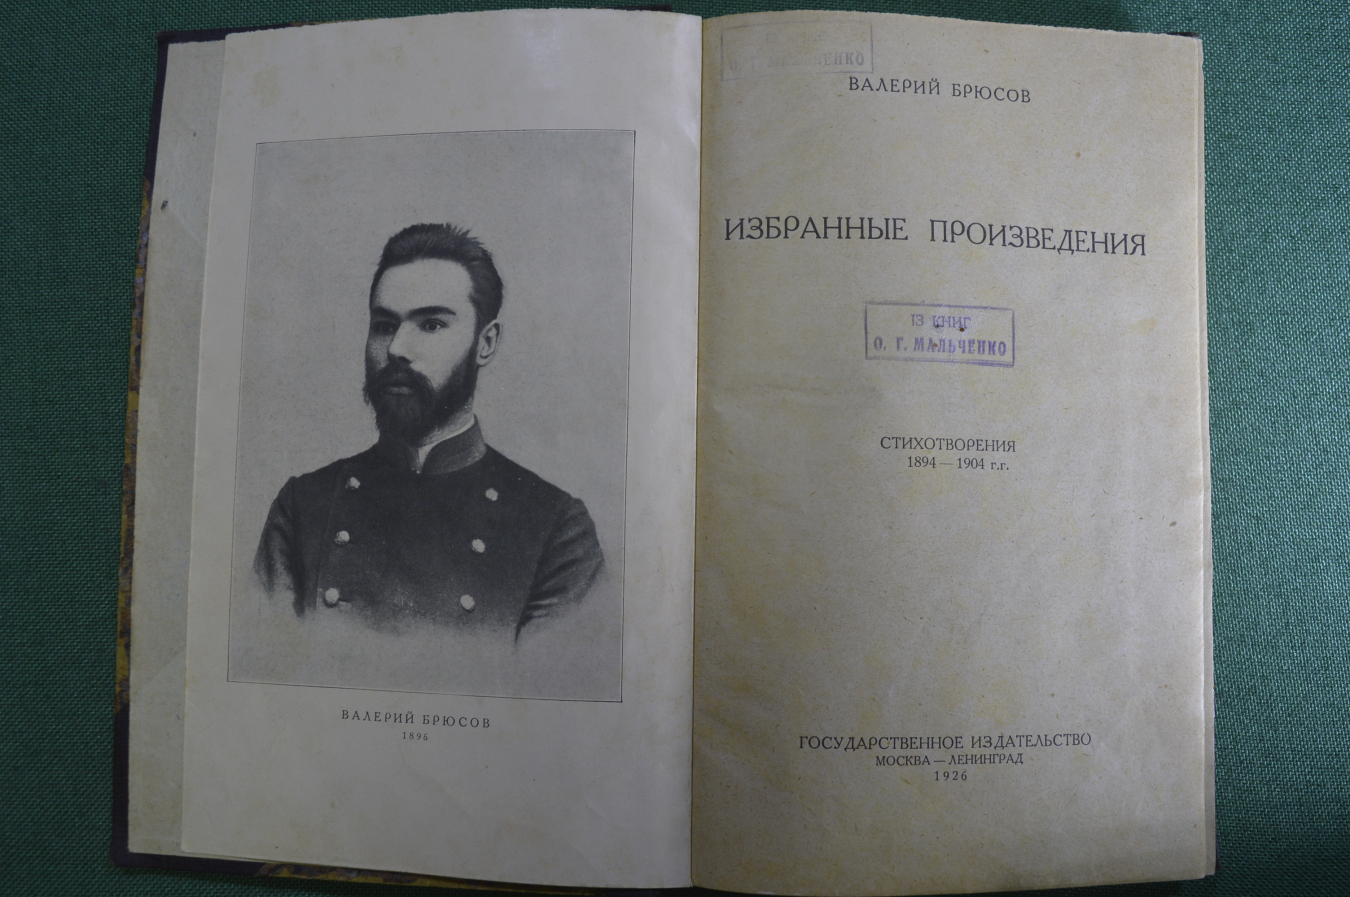 ВАЛЕРИЙ БРЮСОВ
1896
ВАЛЕРИЙ БРЮСОВ
ИЗБРАННЫЕ ПРОИЗВЕДЕНИЯ
ИЗ КНИГ
О. Г. МАЛЬЧЕНКО
СТИХОТВОРЕНИЯ
1894 — 1904 г.г.
ГОСУДАРСТВЕННОЕ ИЗДАТЕЛЬСТВО
МОСКВА — ЛЕНИНГРАД
1926